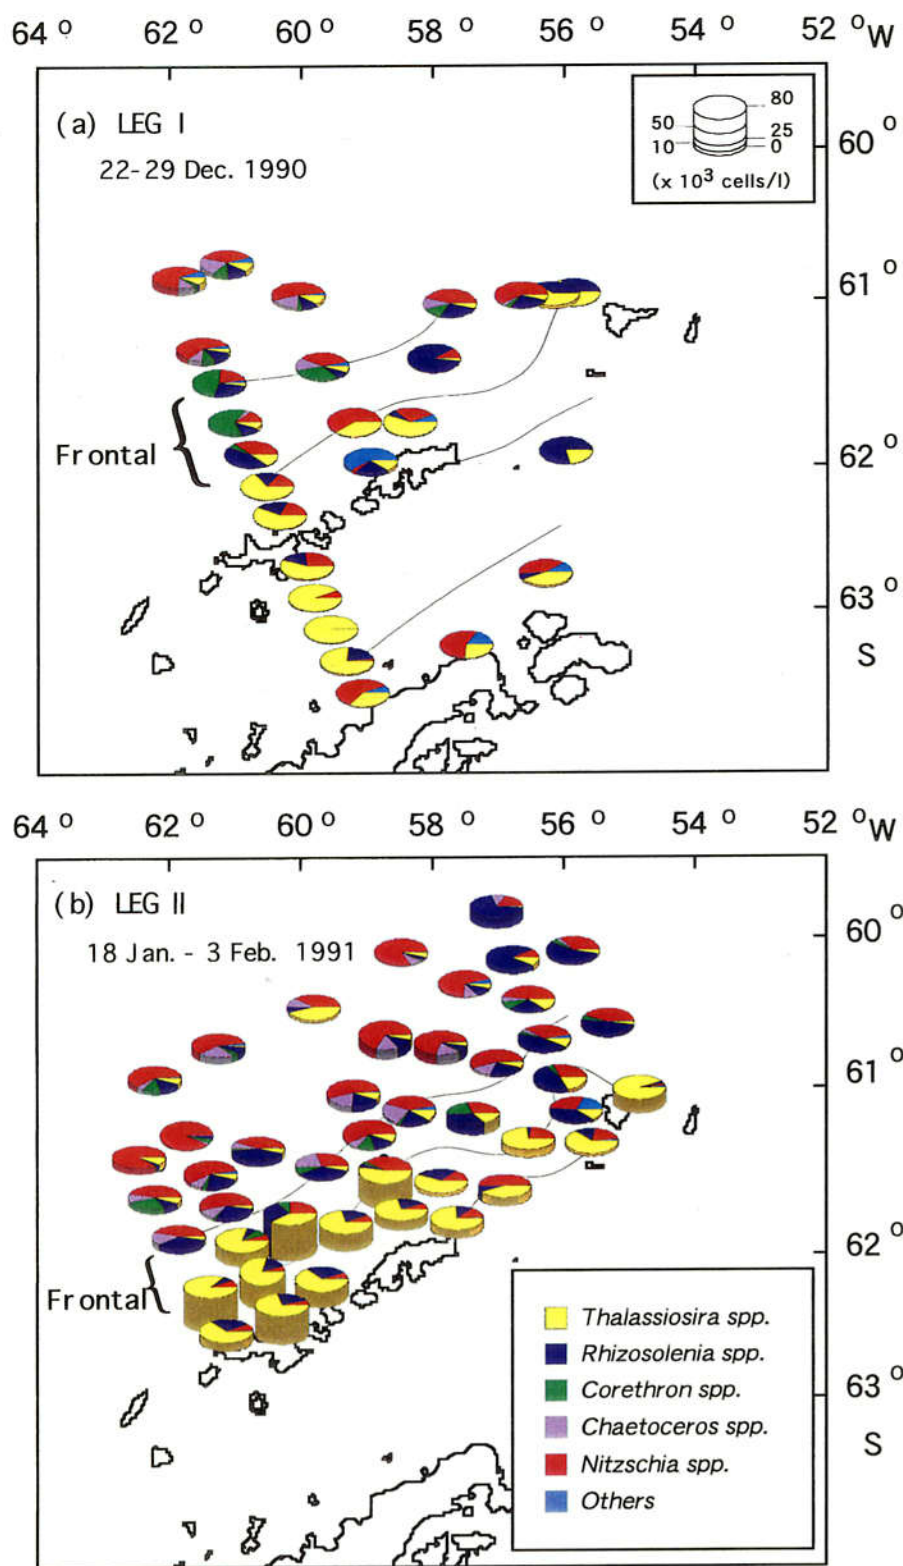 64 ° 62 ° 60 ° 58 ° 56 ° 54 ° 52 ° W
(a) LEG I
22-29 Dec. 1990
80
50
25
10
0
(x 10³ cells/l)
60 °
61 °
Frontal
62 °
63 °
S
64 ° 62 ° 60 ° 58 ° 56 ° 54 ° 52 ° W
(b) LEG II
18 Jan. - 3 Feb. 1991
60 °
61 °
62 °
Frontal
Thalassiosira spp.
Rhizosolenia spp.
Corethron spp.
Chaetoceros spp.
Nitzschia spp.
Others
63 °
S